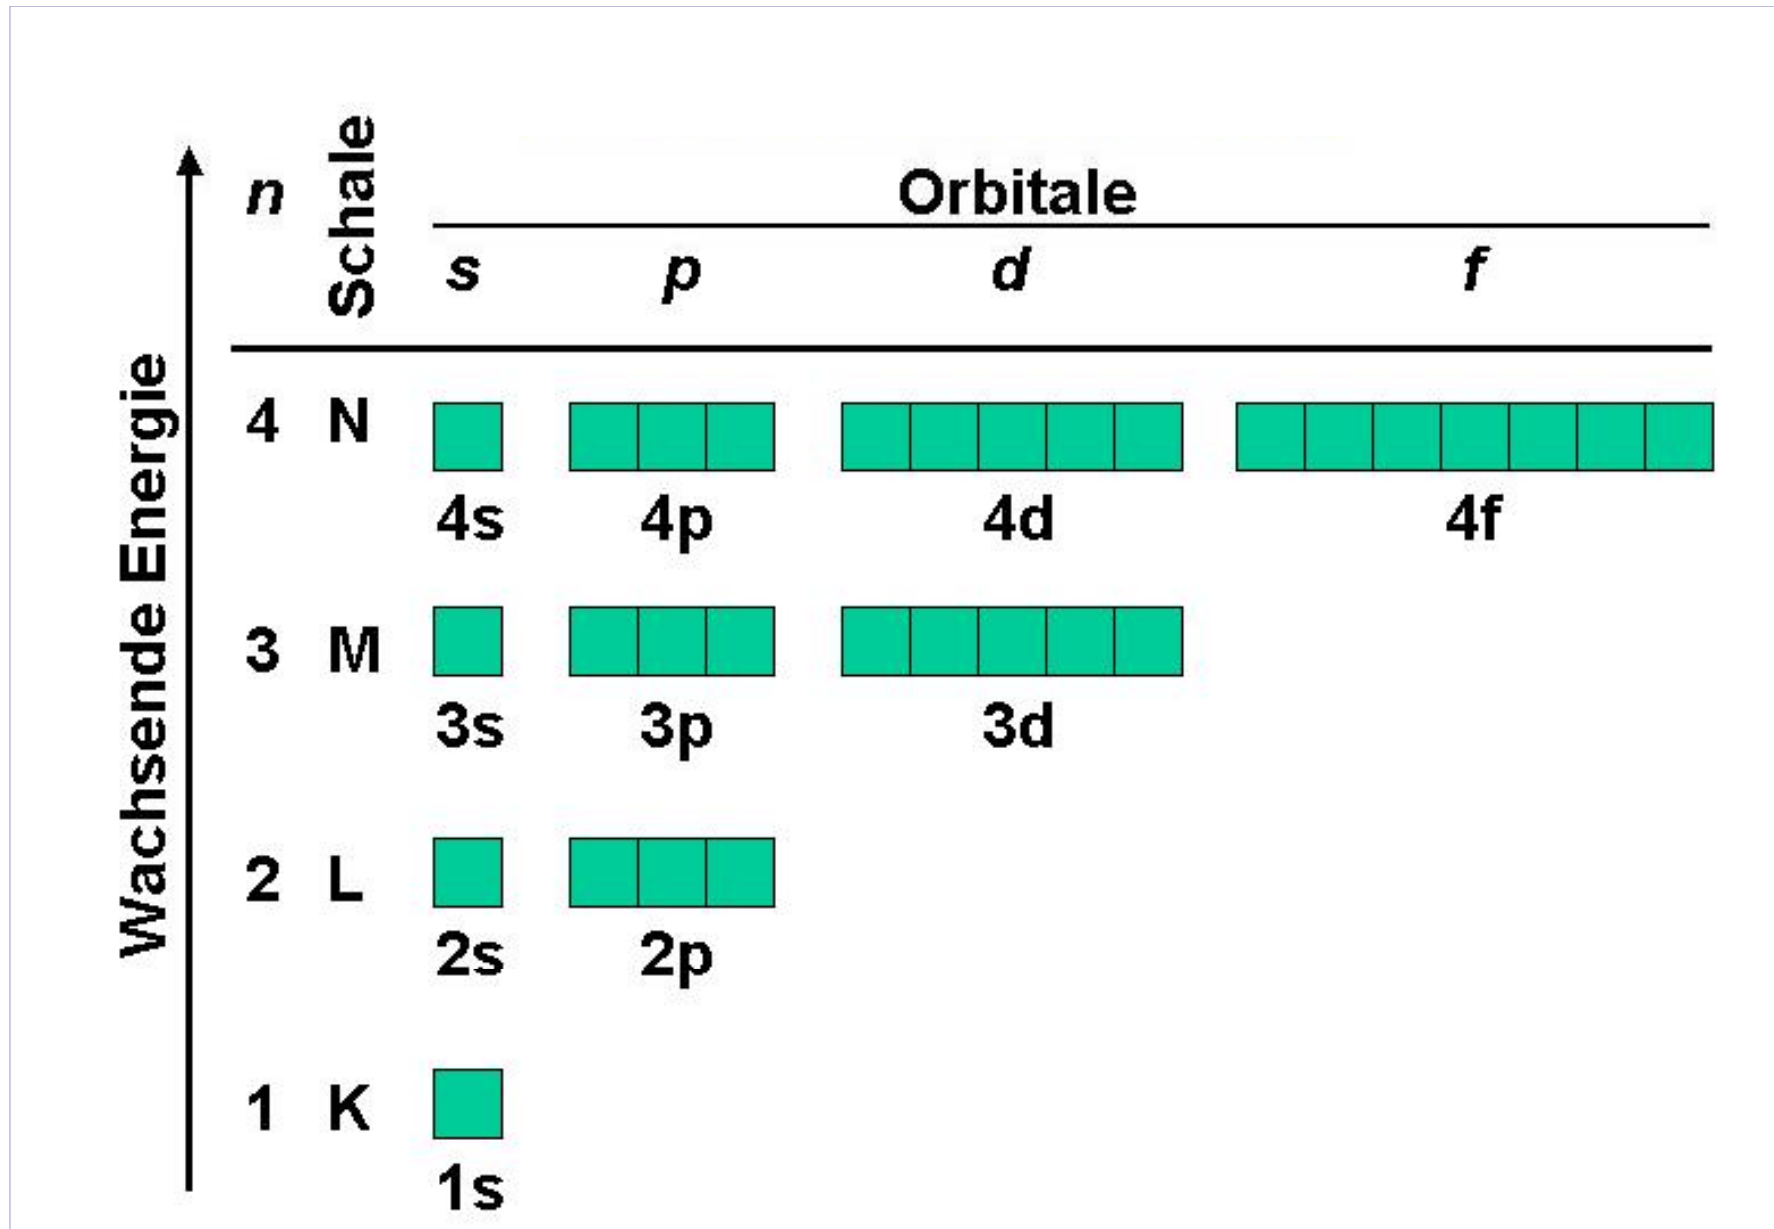 Wachsende Energie
n Schale Orbitale
s p d f
4 N
4s 4p 4d 4f
3 M
3s 3p 3d
2 L
2s 2p
1 K
1s